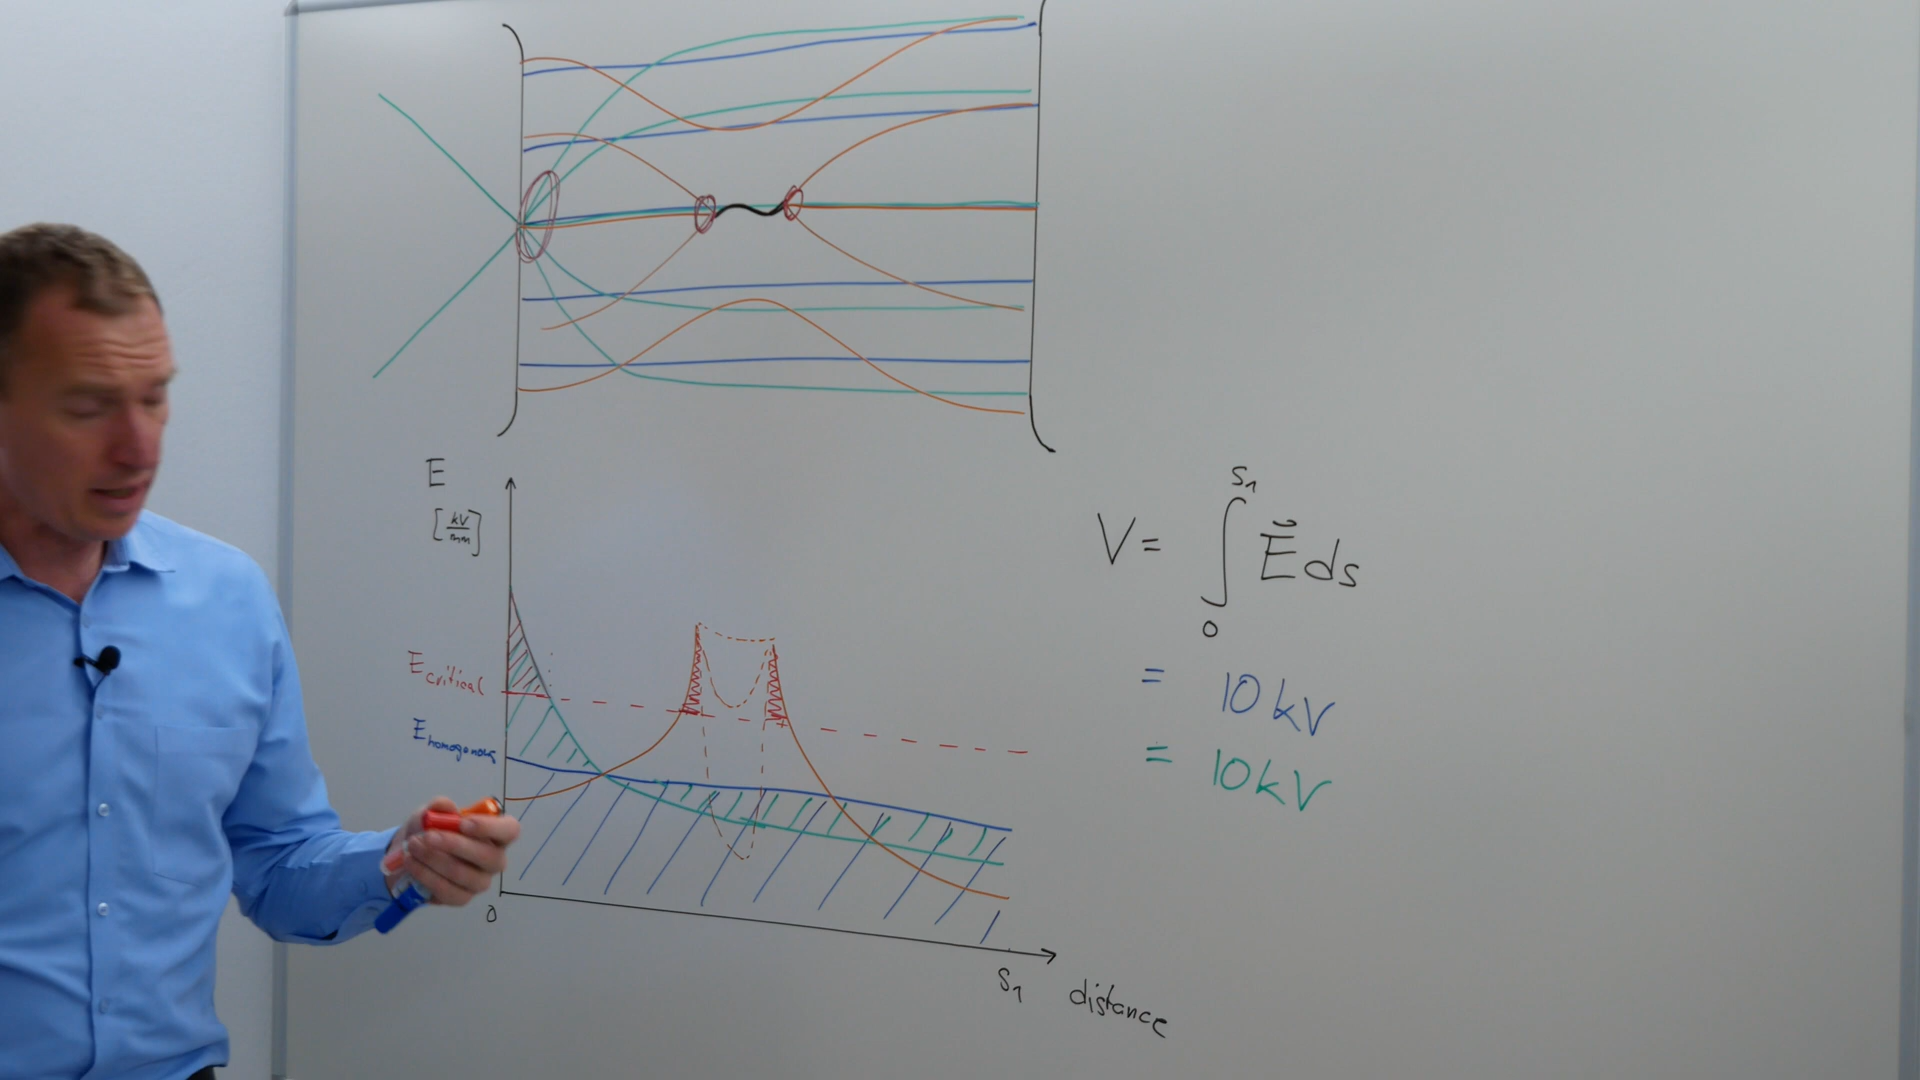 E
[kV/mm]
E critical
E homogenous
0
S1
distance
V = ∫ 0 S1 E⃗ ds
= 10 kV
= 10 kV